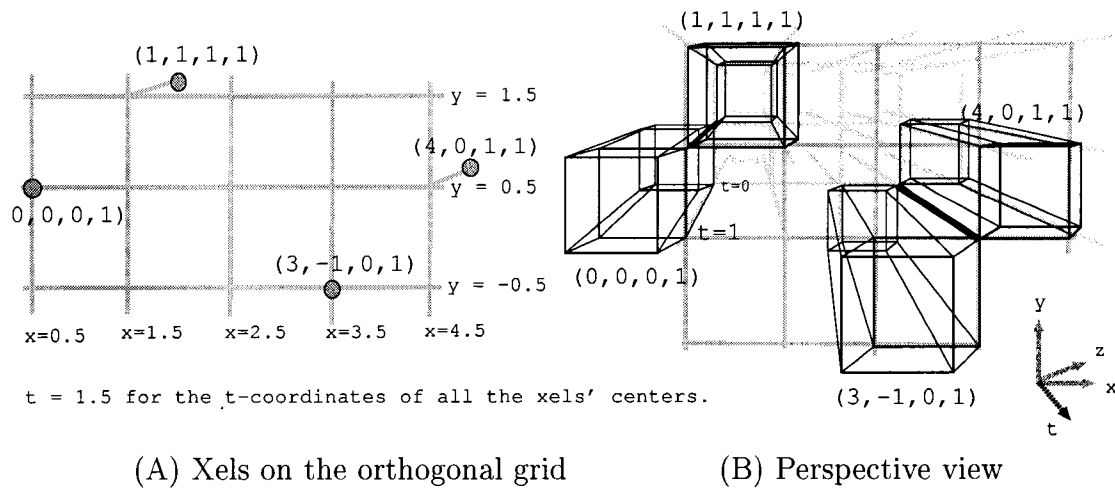 (1,1,1,1)
y = 1.5
(4,0,1,1)
y = 0.5
0,0,0,1)
(3,-1,0,1)
y = -0.5
x=0.5 x=1.5 x=2.5 x=3.5 x=4.5
t = 1.5 for the t-coordinates of all the xels' centers.
(A) Xels on the orthogonal grid
(1,1,1,1)
(4,0,1,1)
t=0
t=1
(0,0,0,1)
(3,-1,0,1)
y
z
x
t
(B) Perspective view